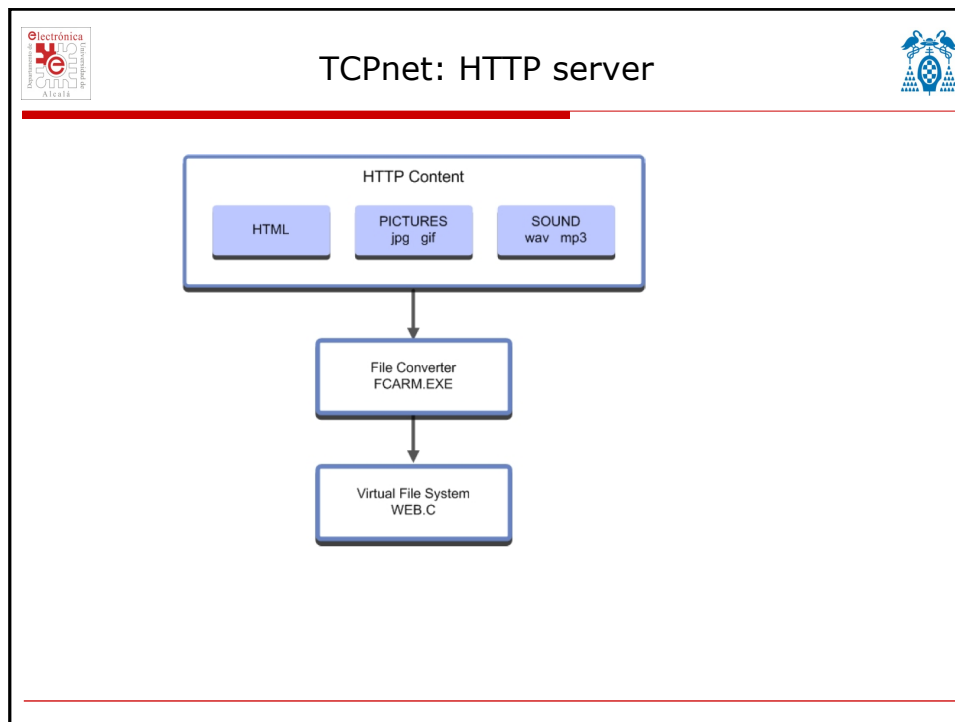 electrónica
Departamento de
Universidad de
Alcalá
TCPnet: HTTP server
HTTP Content
HTML
PICTURES
jpg gif
SOUND
wav mp3
File Converter
FCARM.EXE
Virtual File System
WEB.C